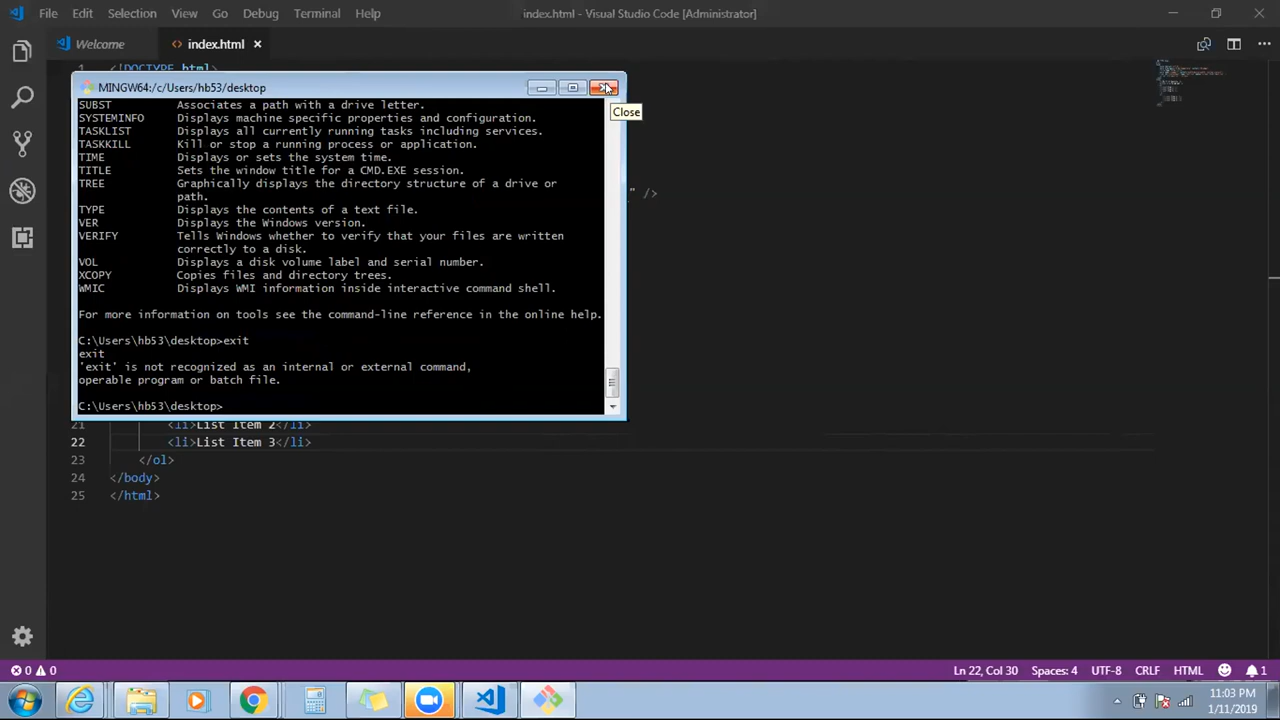 File Edit Selection View Go Debug Terminal Help
index.html - Visual Studio Code [Administrator]
Welcome
index.html
1 <!DOCTYPE html>
MINGW64:/c/Users/hb53/desktop
Close
SUBST Associates a path with a drive letter.
SYSTEMINFO Displays machine specific properties and configuration.
TASKLIST Displays all currently running tasks including services.
TASKKILL Kill or stop a running process or application.
TIME Displays or sets the system time.
TITLE Sets the window title for a CMD.EXE session.
TREE Graphically displays the directory structure of a drive or
path.
TYPE Displays the contents of a text file.
VER Displays the Windows version.
VERIFY Tells Windows whether to verify that your files are written
correctly to a disk.
VOL Displays a disk volume label and serial number.
XCOPY Copies files and directory trees.
WMIC Displays WMI information inside interactive command shell.
For more information on tools see the command-line reference in the online help.
C:\Users\hb53\desktop>exit
exit
'exit' is not recognized as an internal or external command,
operable program or batch file.
C:\Users\hb53\desktop>
" />
21 <li>List Item 2</li>
22 <li>List Item 3</li>
23 </ol>
24 </body>
25 </html>
0 0 Ln 22, Col 30 Spaces: 4 UTF-8 CRLF HTML 1
11:03 PM
1/11/2019